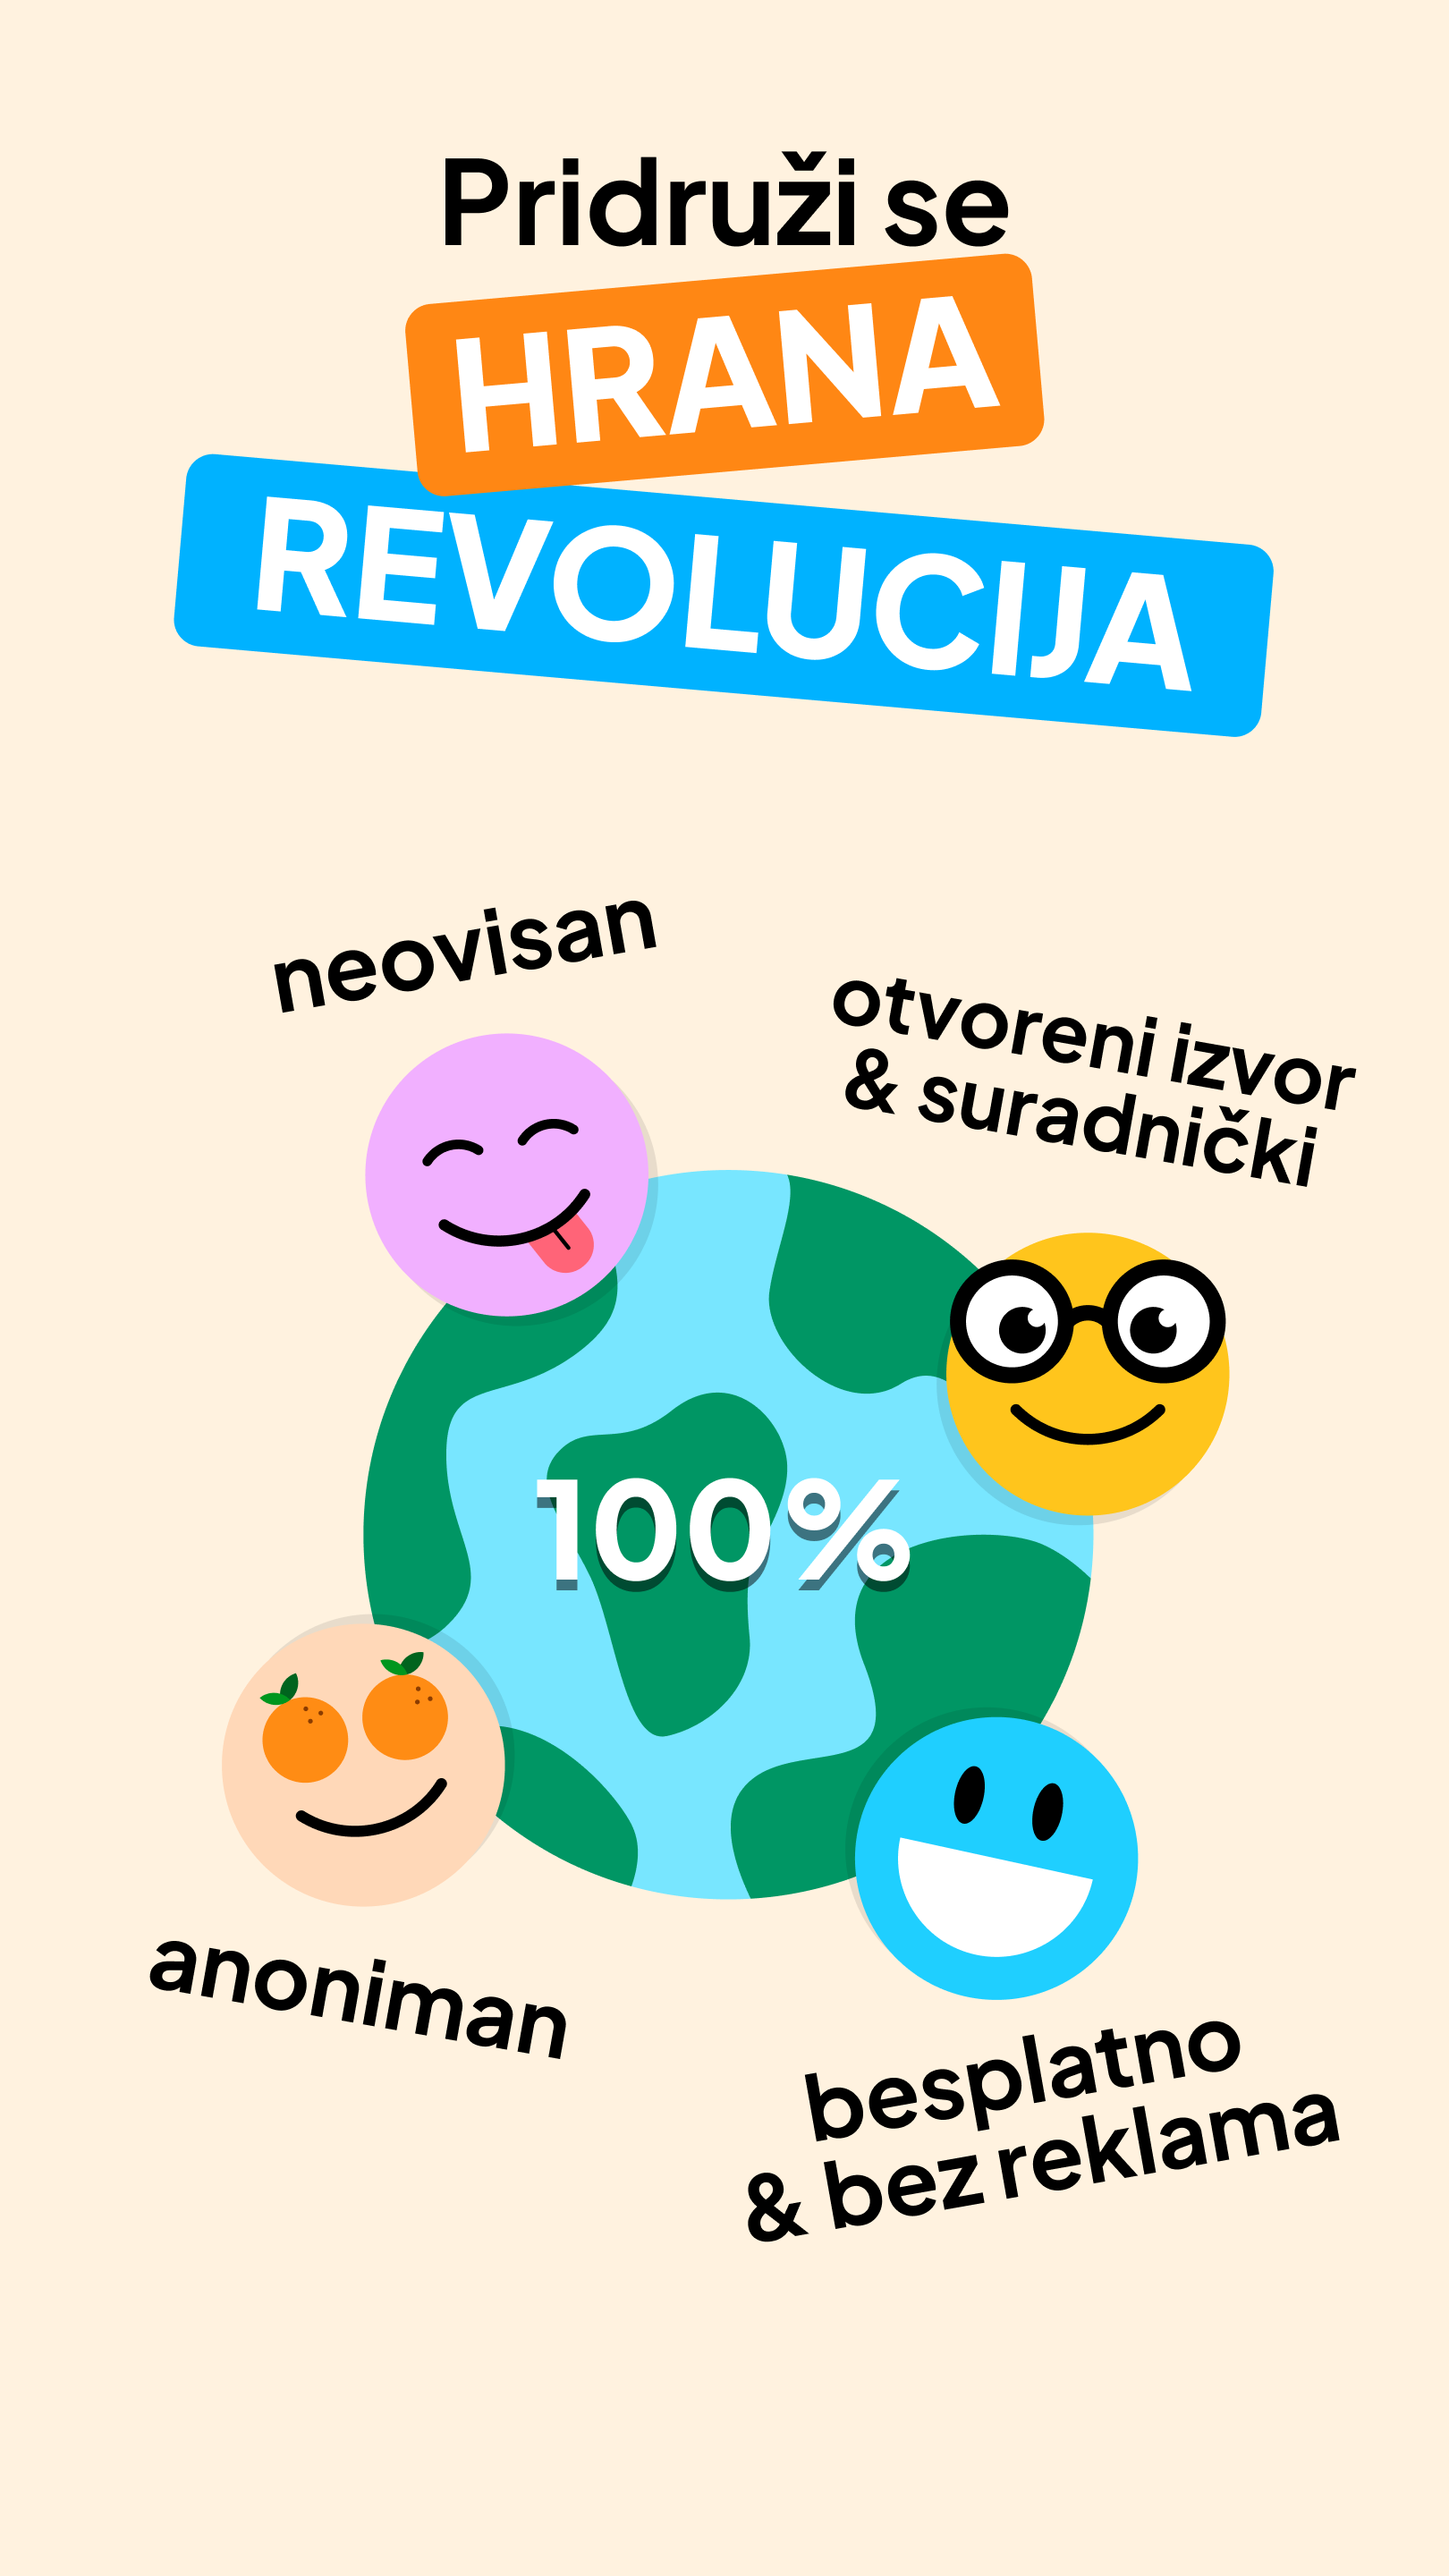 Pridruži se
HRANA
REVOLUCIJA
neovisan
otvoreni izvor
& suradnički
100%
anoniman
besplatno
& bez reklama